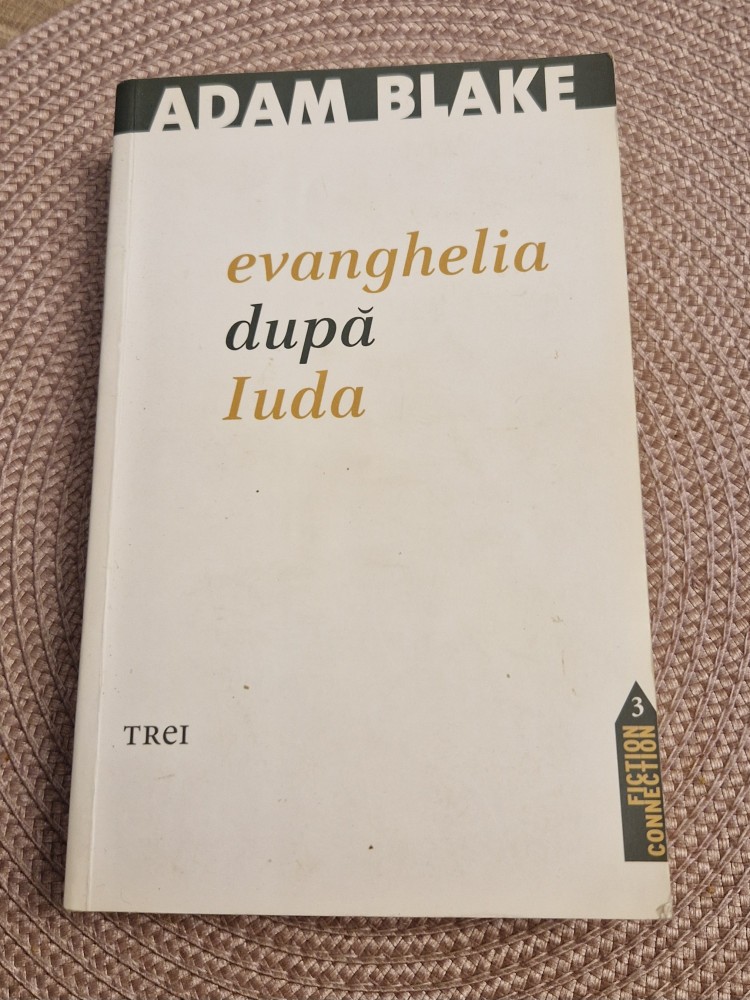 ADAM BLAKE
evanghelia
după
Iuda
TREI
3
FICTION
CONNECTION